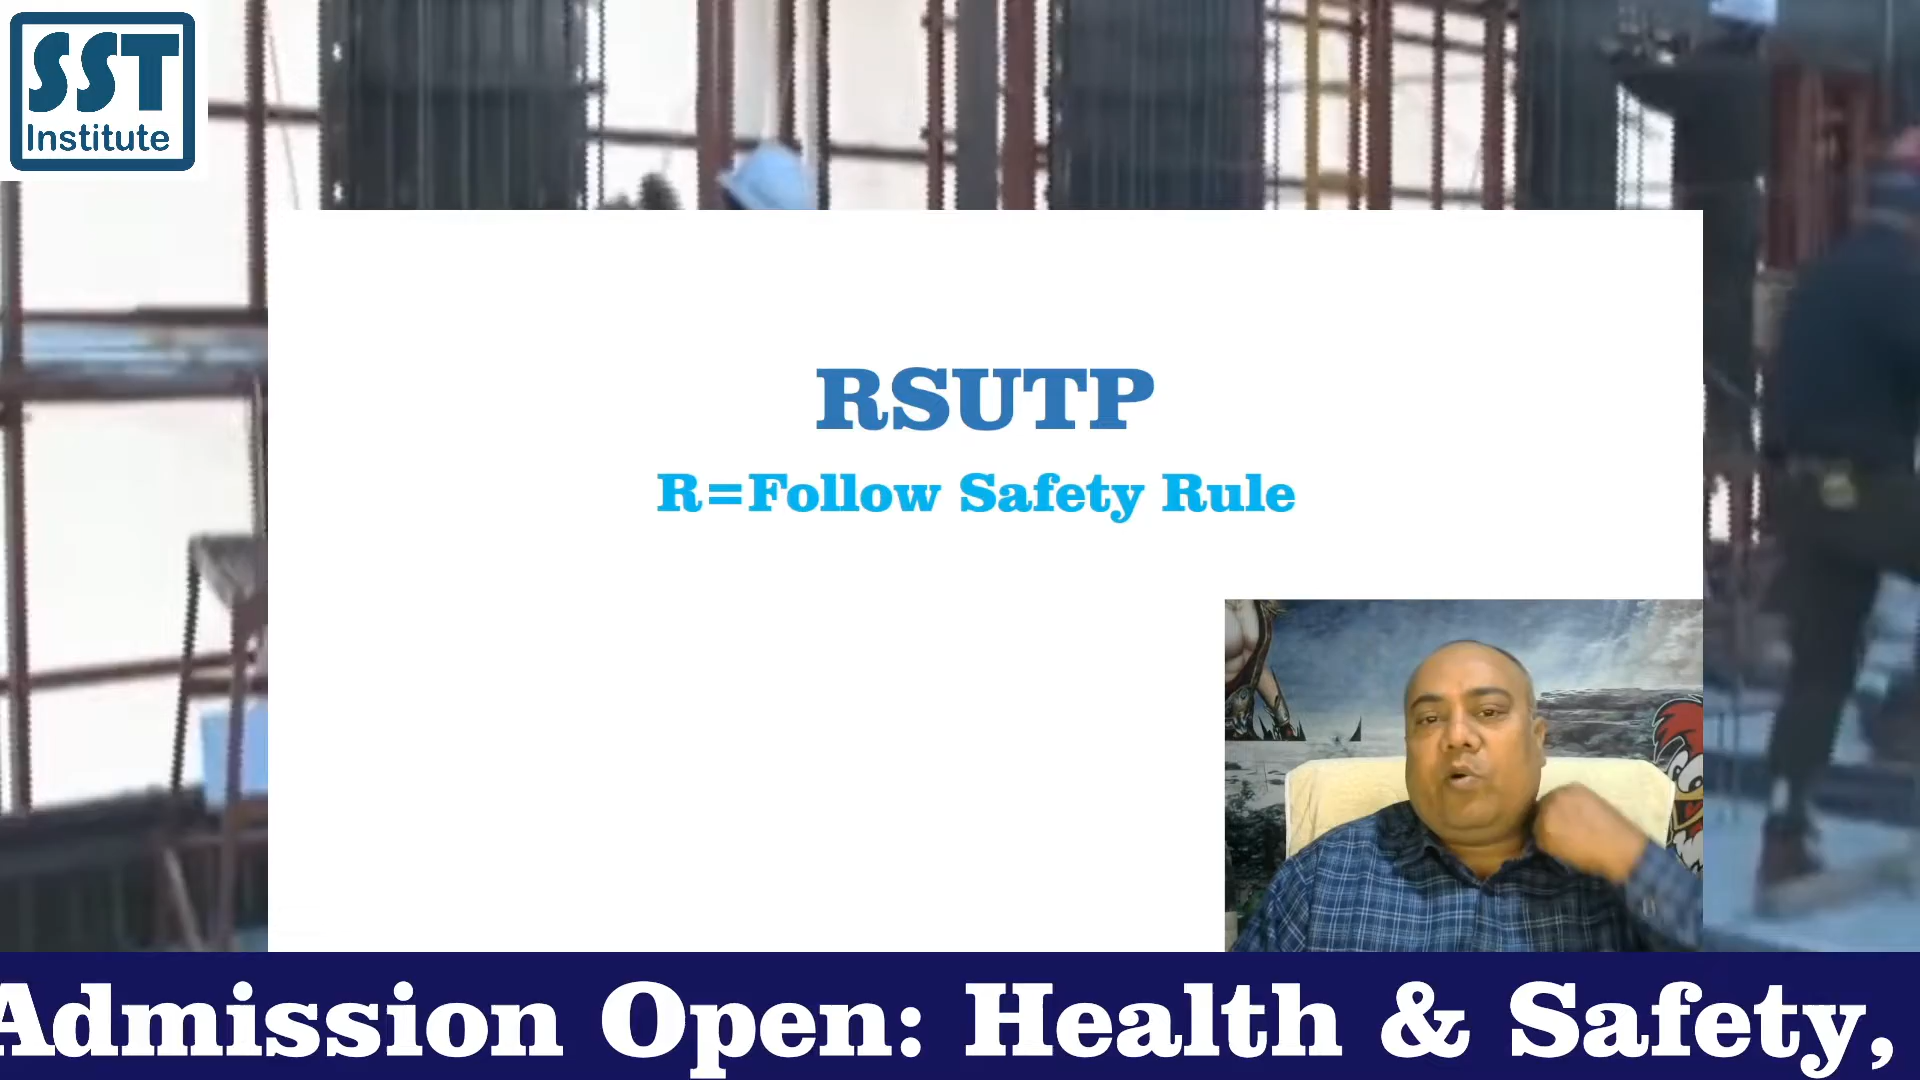 SST
Institute
RSUTP
R=Follow Safety Rule
Admission Open: Health & Safety,